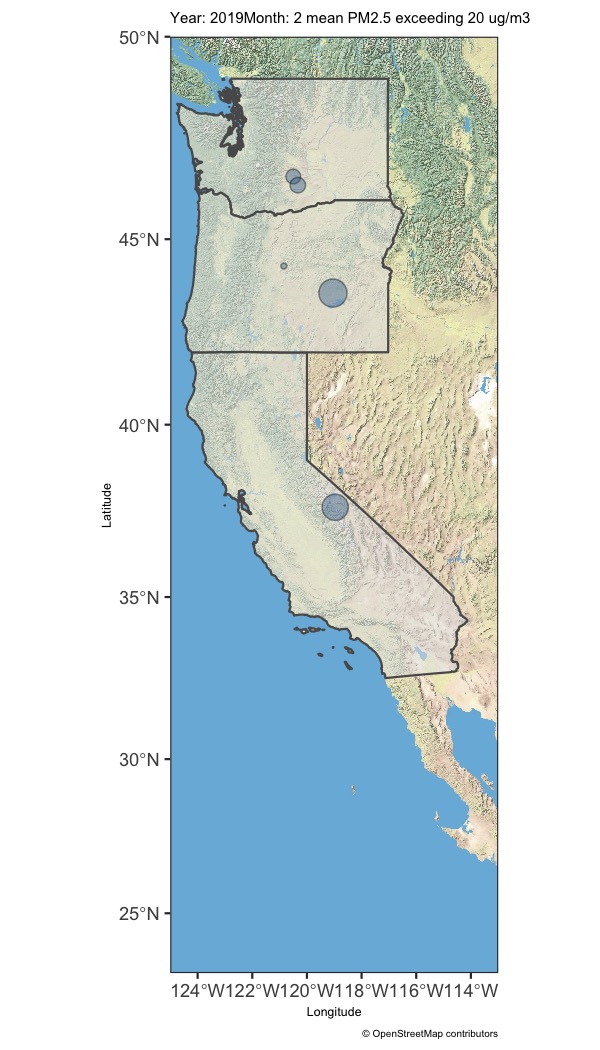 Year: 2019Month: 2 mean PM2.5 exceeding 20 ug/m3
50°N
45°N
40°N
35°N
30°N
25°N
Latitude
124°W122°W120°W118°W116°W114°W
Longitude
© OpenStreetMap contributors